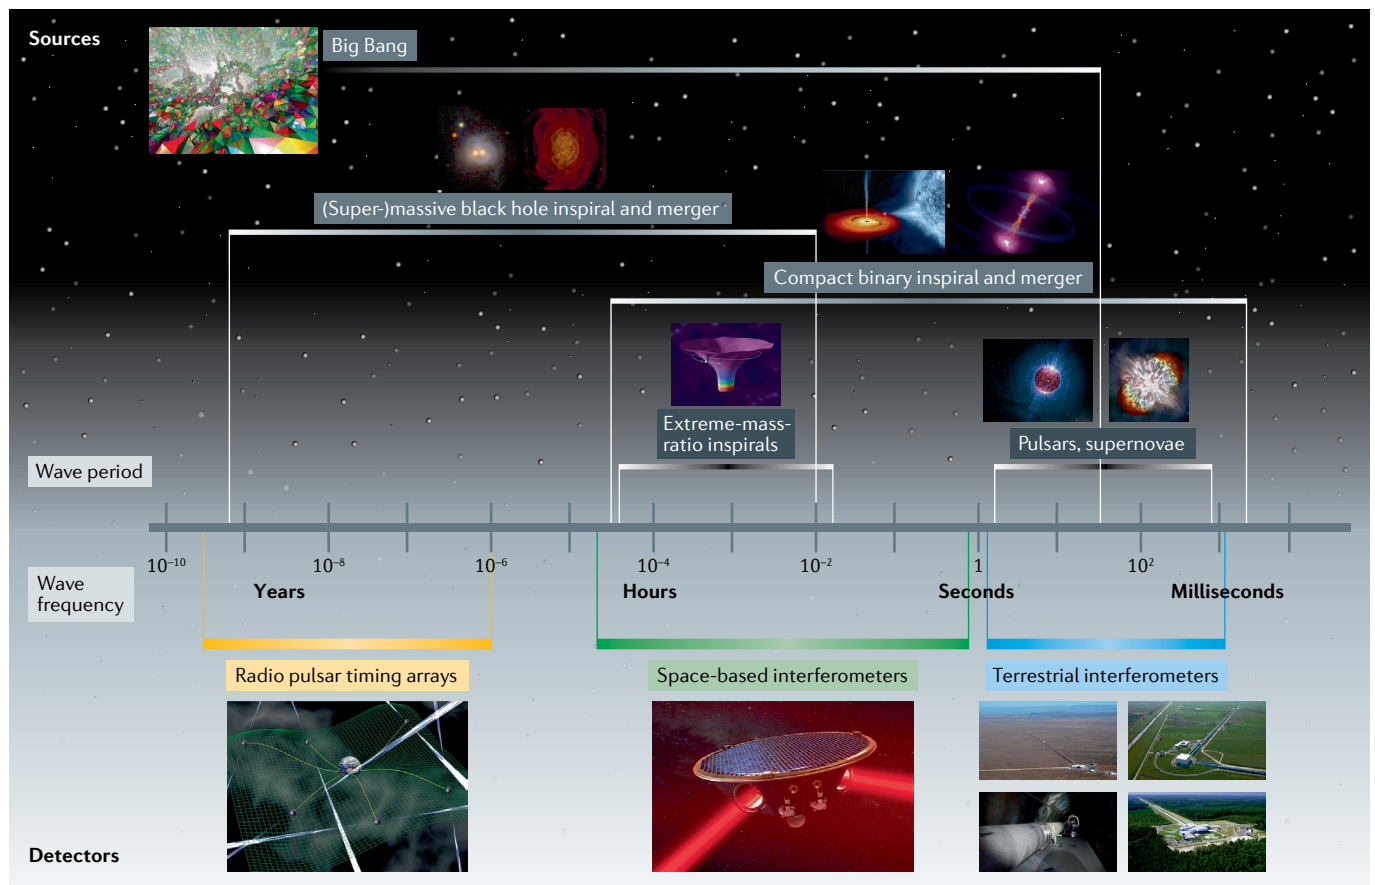 Sources
Big Bang
(Super-)massive black hole inspiral and merger
Compact binary inspiral and merger
Extreme-mass-
ratio inspirals
Pulsars, supernovae
Wave period
10⁻¹⁰
10⁻⁸
10⁻⁶
10⁻⁴
10⁻²
1
10²
Wave
frequency
Years
Hours
Seconds
Milliseconds
Radio pulsar timing arrays
Space-based interferometers
Terrestrial interferometers
Detectors